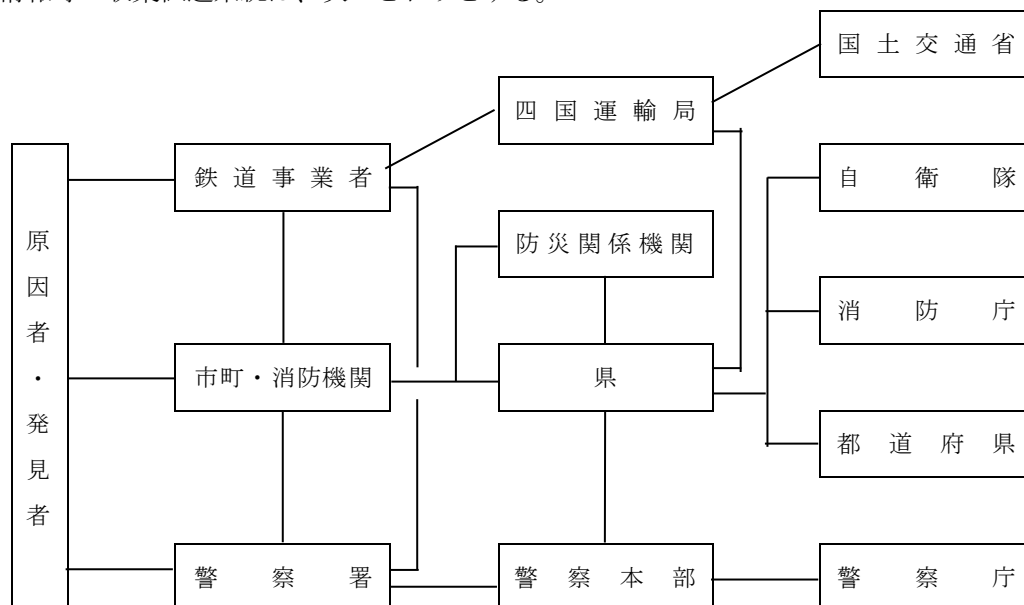 国土交通省
四国運輸局
鉄道事業者
自衛隊
防災関係機関
原因者・発見者
消防庁
市町・消防機関
県
都道府県
警察署
警察本部
警察庁